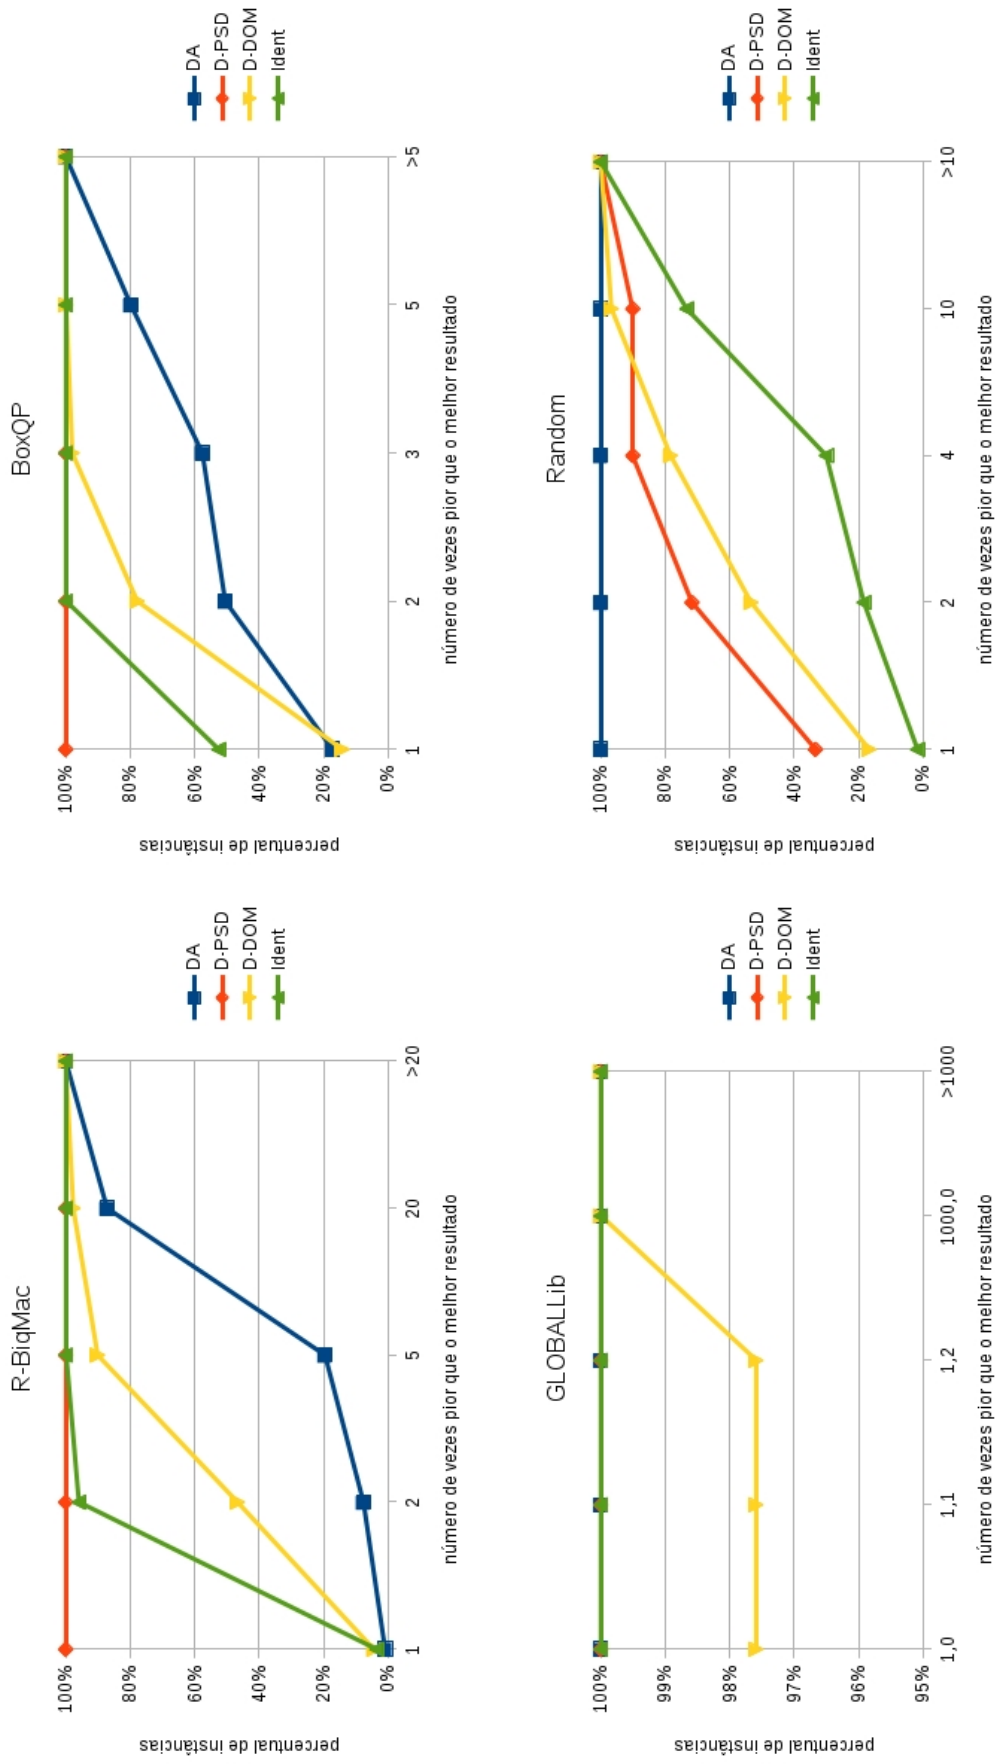 R-BiqMac
percentual de instâncias
100%
80%
60%
40%
20%
0%
1
2
5
20
>20
número de vezes pior que o melhor resultado
DA
D-PSD
D-DOM
Ident
BoxQP
percentual de instâncias
100%
80%
60%
40%
20%
0%
1
2
3
5
>5
número de vezes pior que o melhor resultado
DA
D-PSD
D-DOM
Ident
GLOBALLib
percentual de instâncias
100%
99%
98%
97%
96%
95%
1,0
1,1
1,2
1000,0
>1000
número de vezes pior que o melhor resultado
DA
D-PSD
D-DOM
Ident
Random
percentual de instâncias
100%
80%
60%
40%
20%
0%
1
2
4
10
>10
número de vezes pior que o melhor resultado
DA
D-PSD
D-DOM
Ident